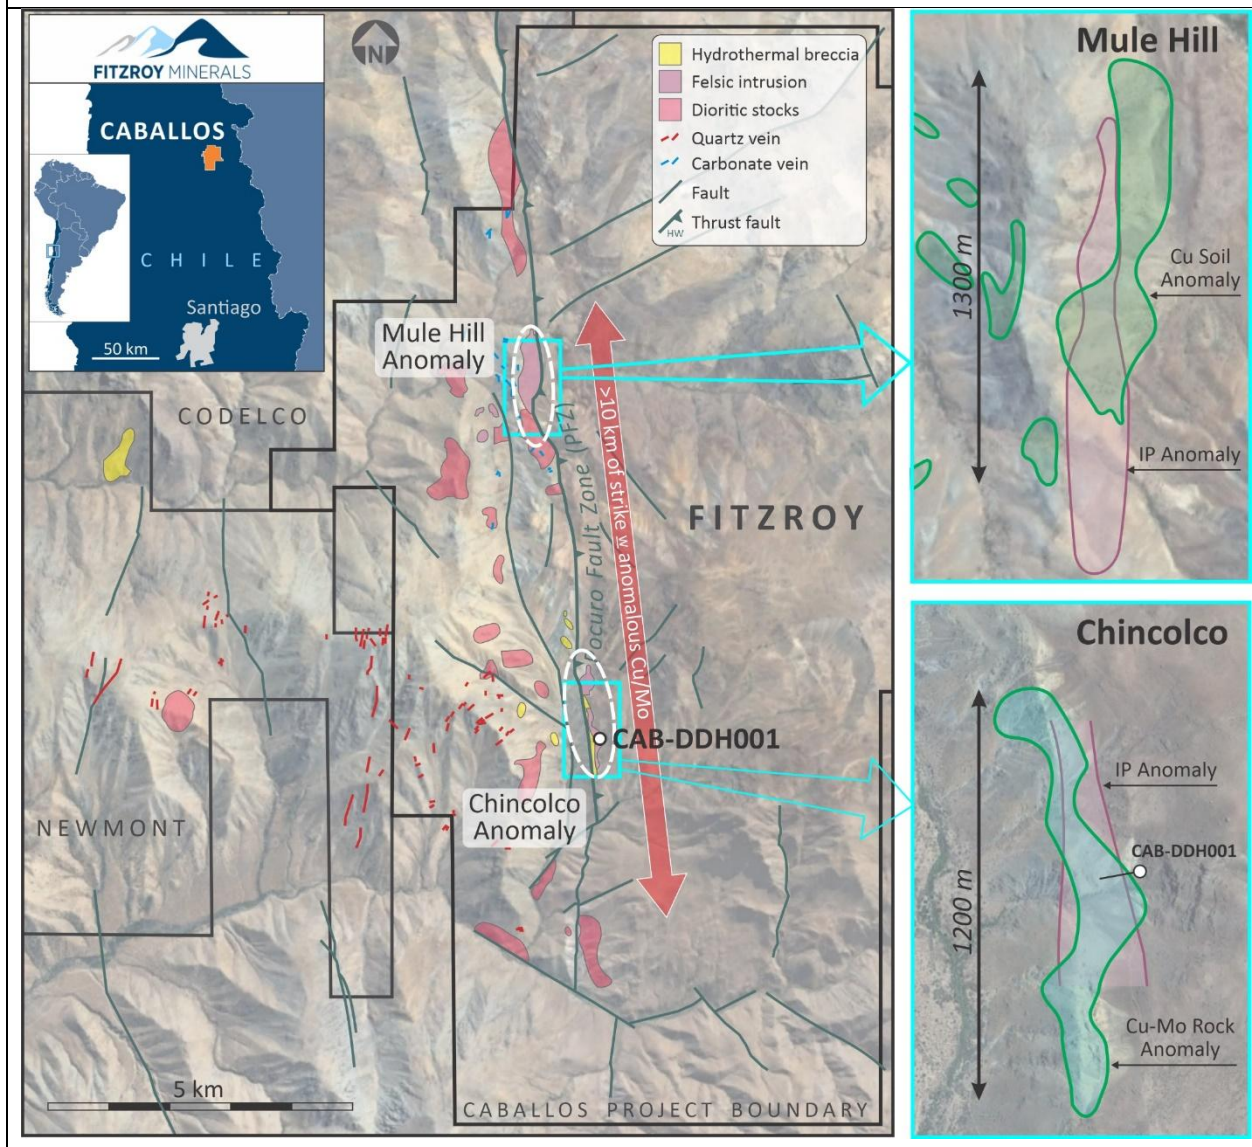 FITZROY MINERALS
CABALLOS
CHILE
Santiago
50 km
N
Hydrothermal breccia
Felsic intrusion
Dioritic stocks
Quartz vein
Carbonate vein
Fault
HW
Thrust fault
Mule Hill
Anomaly
CODELCO
FITZROY
Pocuro Fault Zone (PFZ)
>10 km of strike w anomalous Cu/Mo
CAB-DDH001
Chincolco
Anomaly
NEWMONT
5 km
CABALLOS PROJECT BOUNDARY
Mule Hill
1300 m
Cu Soil
Anomaly
IP Anomaly
Chincolco
1200 m
IP Anomaly
CAB-DDH001
Cu-Mo Rock
Anomaly